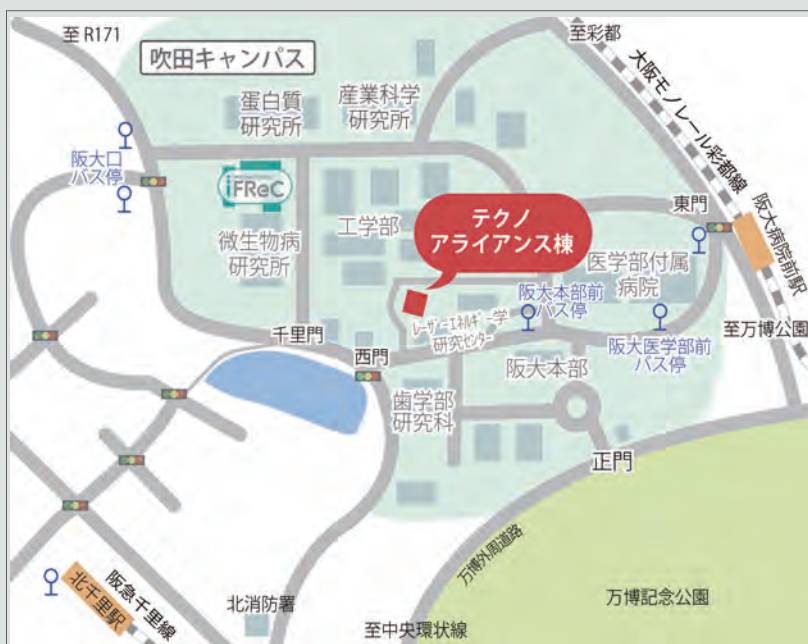 至 R171
吹田キャンパス
至彩都
大阪モノレール彩都線
蛋白質
研究所
産業科学
研究所
阪大口
バス停
iFReC
微生物病
研究所
工学部
テクノ
アライアンス棟
東門
阪大病院前駅
医学部付属
病院
阪大本部前
バス停
レーザーエネルギー学
研究センター
千里門
西門
阪大本部
阪大医学部前
バス停
至万博公園
歯学部
研究科
正門
万博外周道路
万博記念公園
北千里駅
阪急千里線
北消防署
至中央環状線